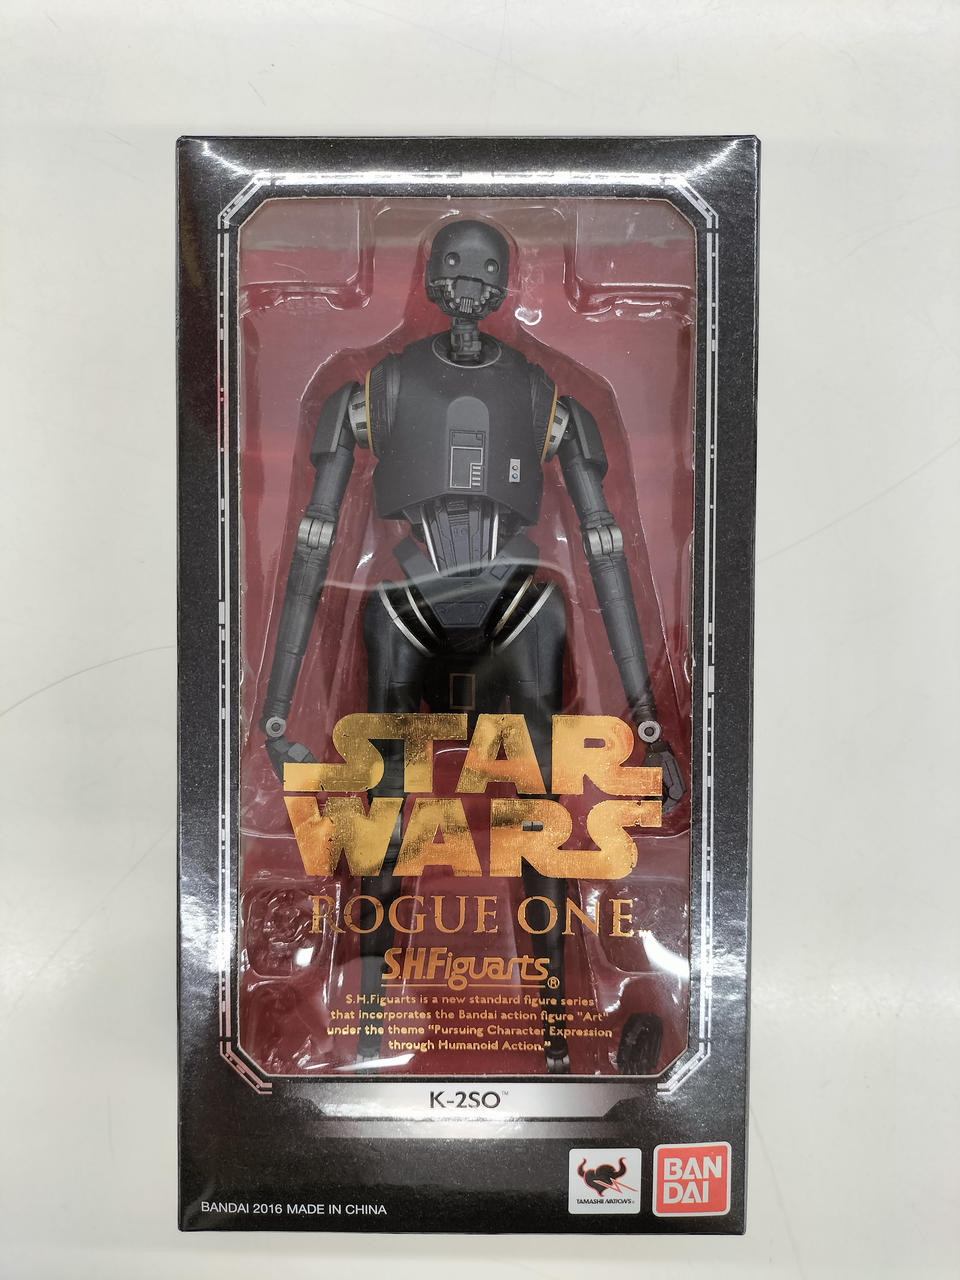 STAR
WARS
ROGUE ONE
S.H.Figuarts®
S.H.Figuarts is a new standard figure series
that incorporates the Bandai action figure "Art"
under the theme "Pursuing Character Expression
through Humanoid Action."
K-2SO™
TAMASHII NATIONS
BAN
DAI
BANDAI 2016 MADE IN CHINA